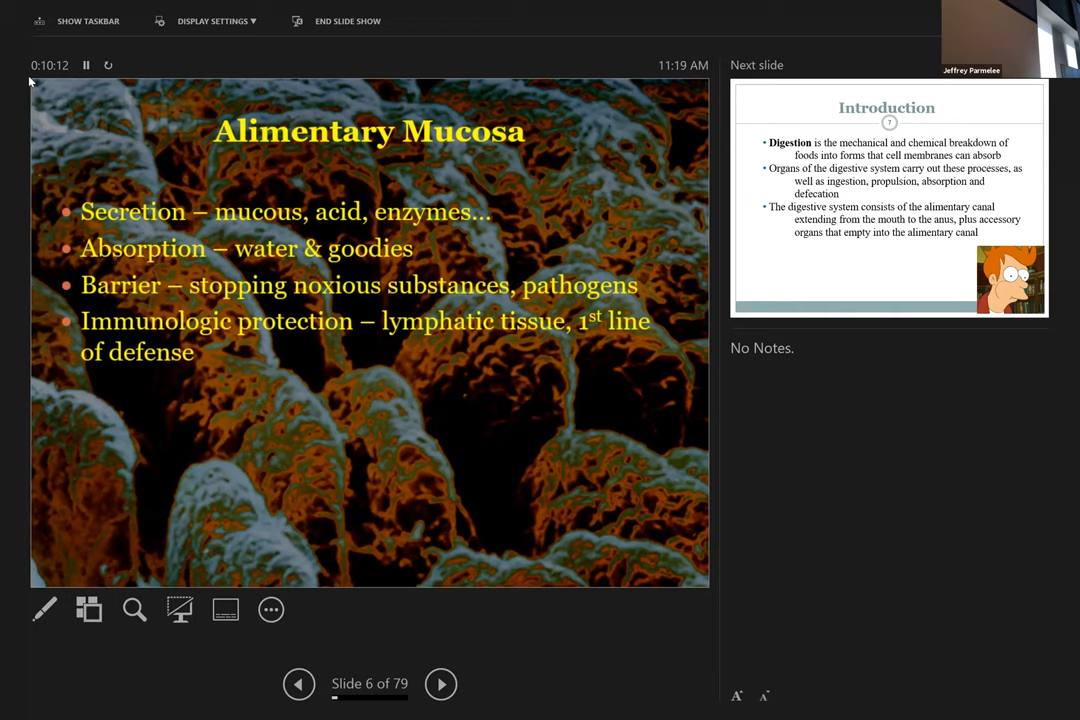 SHOW TASKBAR
DISPLAY SETTINGS ▼
END SLIDE SHOW
Jeffrey Parmelee
0:10:12
11:19 AM
Next slide
Alimentary Mucosa
• Secretion – mucous, acid, enzymes...
• Absorption – water & goodies
• Barrier – stopping noxious substances, pathogens
• Immunologic protection – lymphatic tissue, 1st line
of defense
Introduction
7
• Digestion is the mechanical and chemical breakdown of
foods into forms that cell membranes can absorb
• Organs of the digestive system carry out these processes, as
well as ingestion, propulsion, absorption and
defecation
• The digestive system consists of the alimentary canal
extending from the mouth to the anus, plus accessory
organs that empty into the alimentary canal
No Notes.
Slide 6 of 79
A A